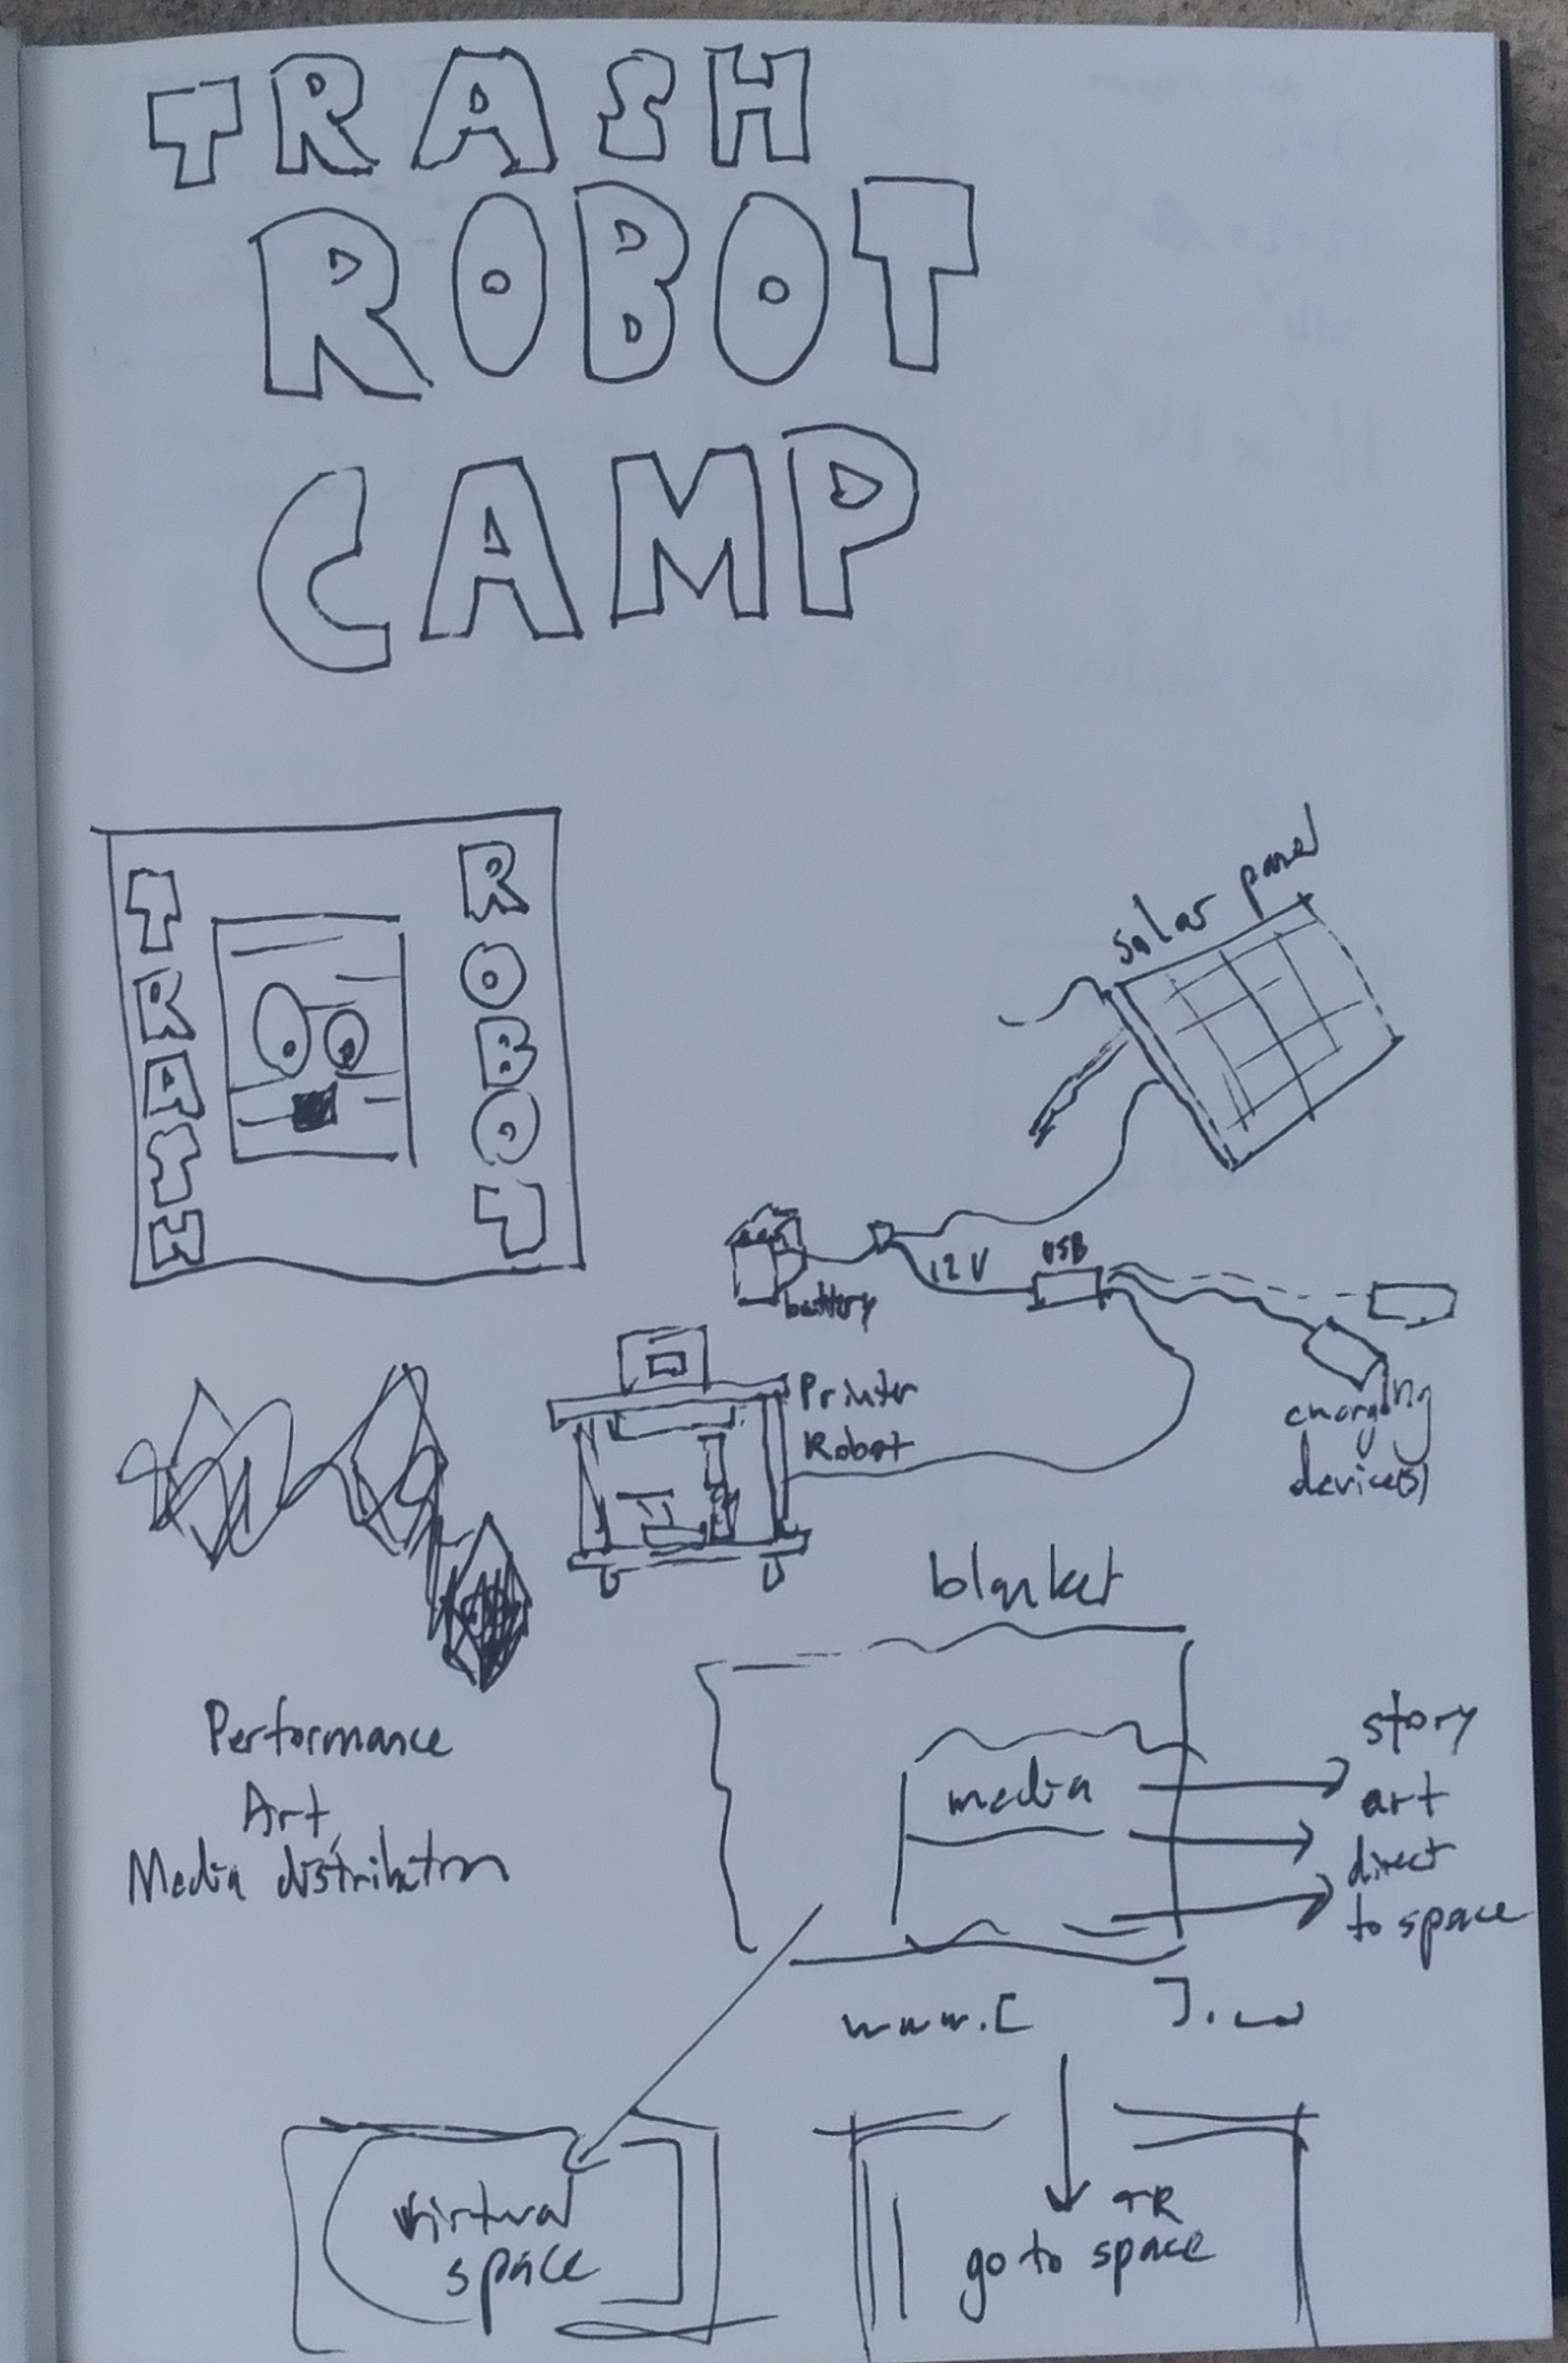 TRASH
ROBOT
CAMP
TRASH
ROBOT
solar panel
12V
USB
battery
Printer
Robot
charging
device(s)
blanket
Performance
Art,
Media distribution
media
story
art
direct
to space
www.[ ].
virtual
space
TR
go to space